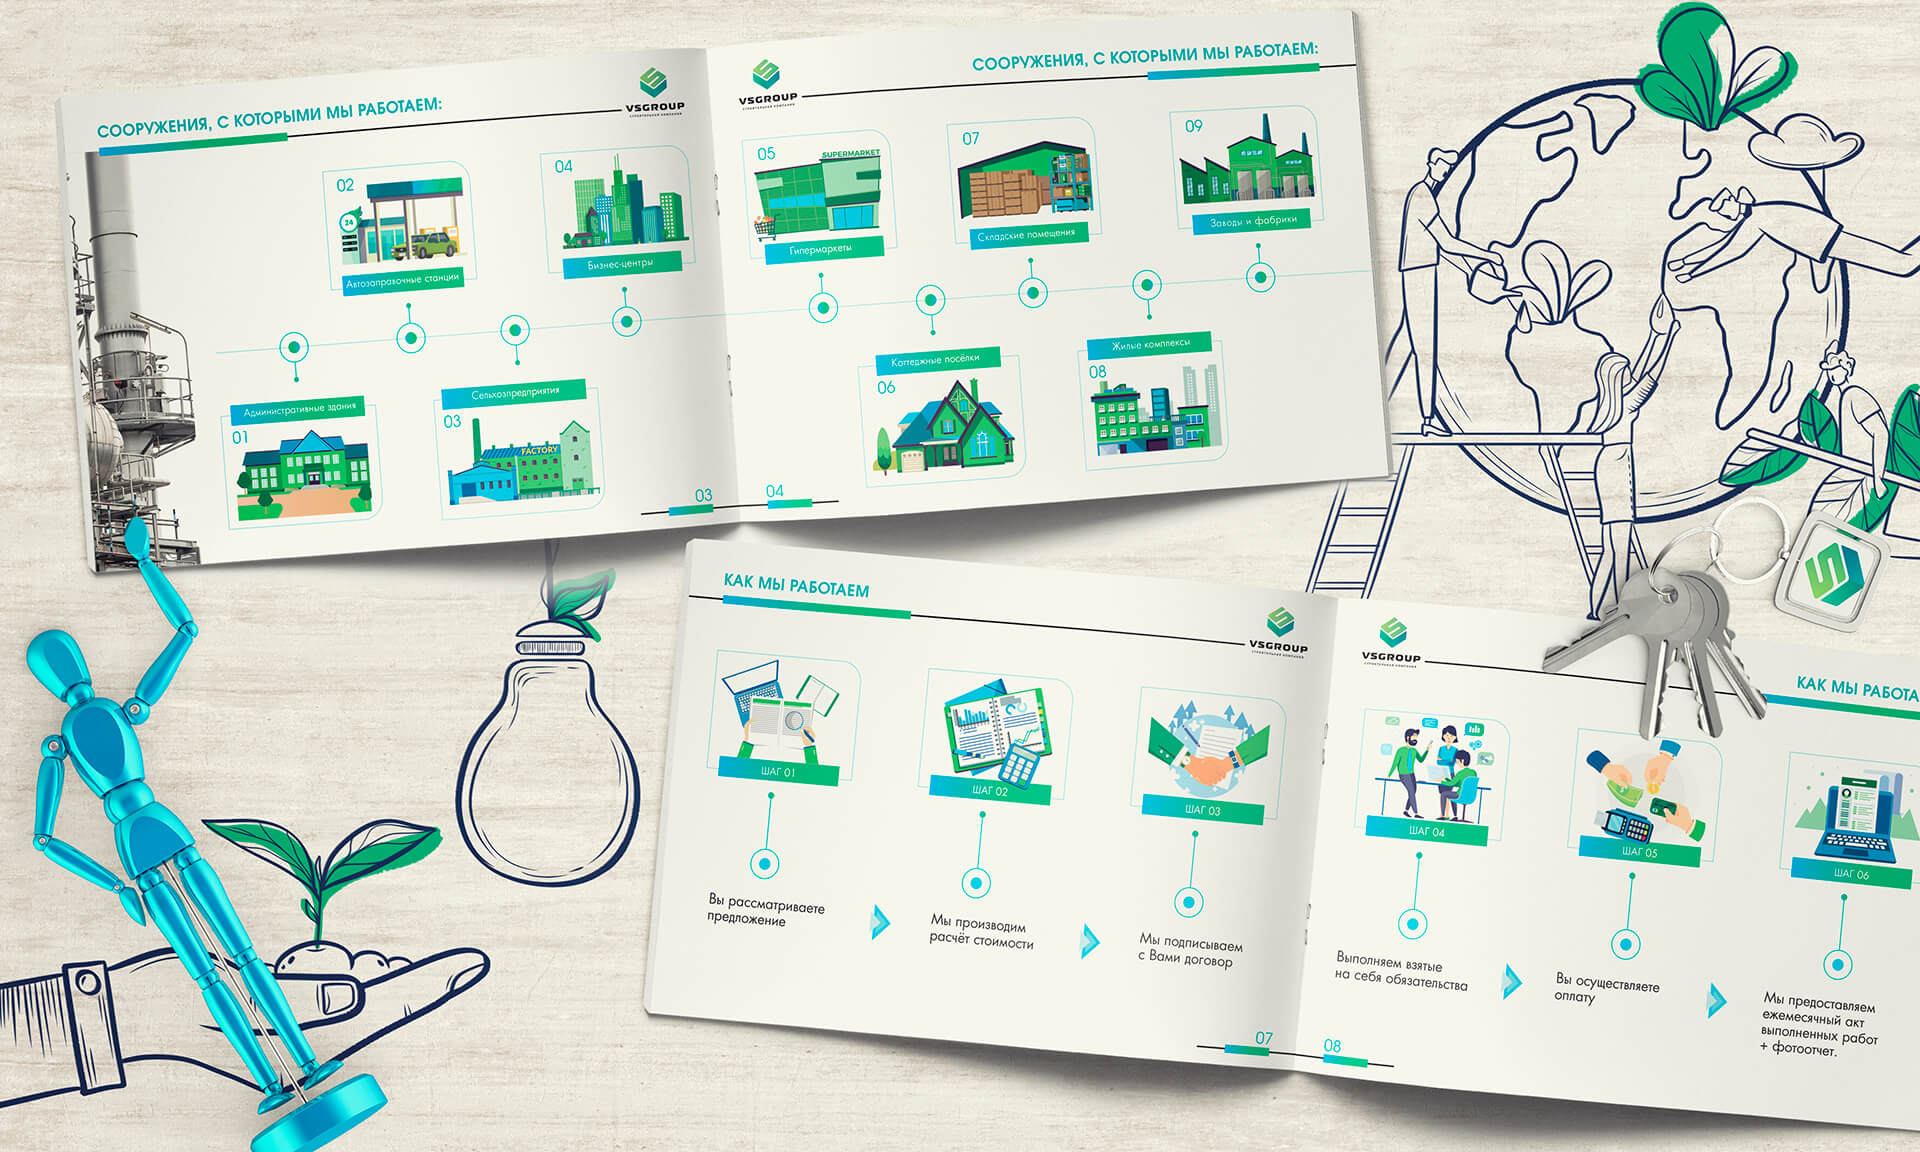 СООРУЖЕНИЯ, С КОТОРЫМИ МЫ РАБОТАЕМ:
VSGROUP
СТРОИТЕЛЬНАЯ КОМПАНИЯ
02
24
Автозаправочные станции
04
Бизнес-центры
Административные здания
01
Сельхозпредприятия
03
FACTORY
03
VSGROUP
СТРОИТЕЛЬНАЯ КОМПАНИЯ
СООРУЖЕНИЯ, С КОТОРЫМИ МЫ РАБОТАЕМ:
05
SUPERMARKET
Гипермаркеты
07
Складские помещения
09
Заводы и фабрики
Коттеджные посёлки
06
Жилые комплексы
08
04
КАК МЫ РАБОТАЕМ
VSGROUP
СТРОИТЕЛЬНАЯ КОМПАНИЯ
ШАГ 01
Вы рассматриваете
предложение
ШАГ 02
Мы производим
расчёт стоимости
ШАГ 03
Мы подписываем
с Вами договор
07
VSGROUP
СТРОИТЕЛЬНАЯ КОМПАНИЯ
КАК МЫ РАБОТА
ШАГ 04
Выполняем взятые
на себя обязательства
ШАГ 05
Вы осуществляете
оплату
ШАГ 06
Мы предоставляем
ежемесячный акт
выполненных работ
+ фотоотчет.
08